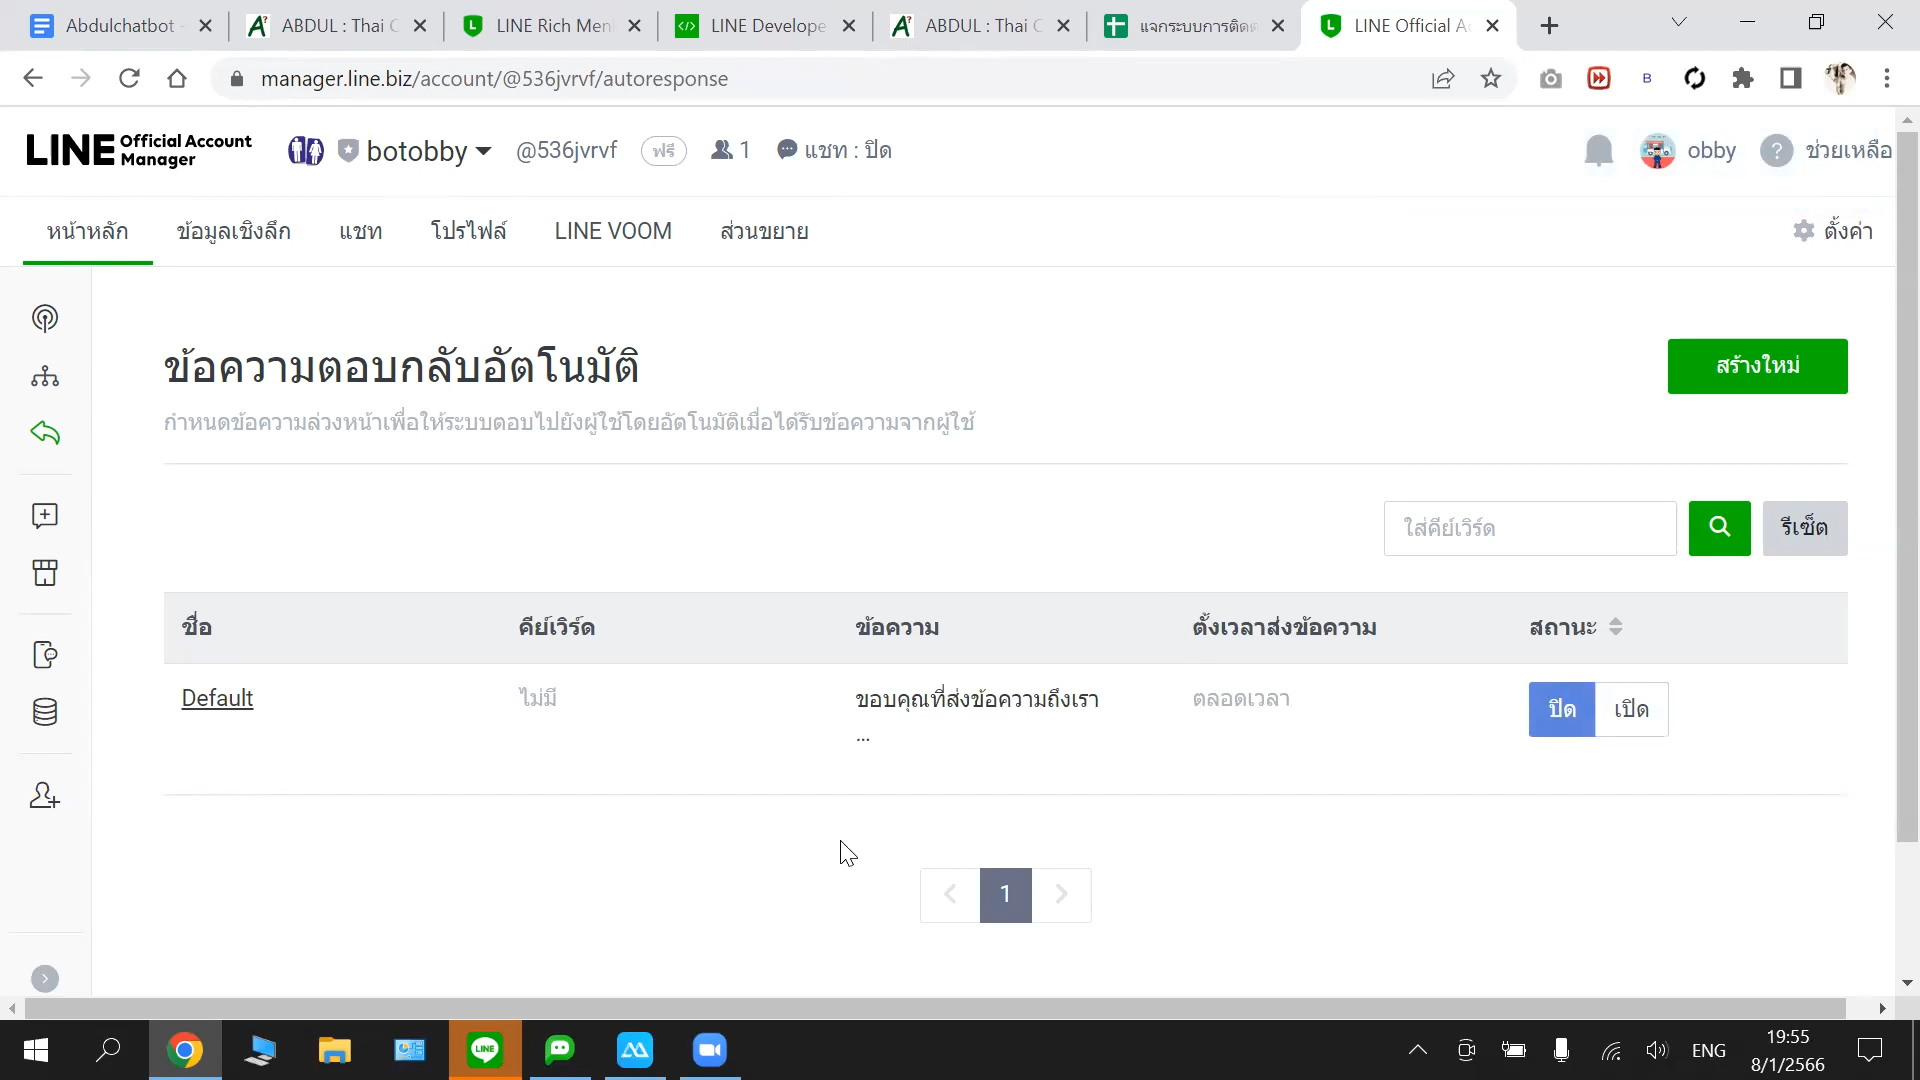 Abdulchatbot - ABDUL : Thai C LINE Rich Men LINE Develope ABDUL : Thai C แจกระบบการติดต LINE Official Ac
manager.line.biz/account/@536jvrvf/autoresponse
LINE Official Account Manager botobby @536jvrvf ฟรี 1 แชท : ปิด obby ? ช่วยเหลือ
หน้าหลัก ข้อมูลเชิงลึก แชท โปรไฟล์ LINE VOOM ส่วนขยาย ตั้งค่า
ข้อความตอบกลับอัตโนมัติ สร้างใหม่
กำหนดข้อความล่วงหน้าเพื่อให้ระบบตอบไปยังผู้ใช้โดยอัตโนมัติเมื่อได้รับข้อความจากผู้ใช้
ใส่คีย์เวิร์ด รีเซ็ต
ชื่อ คีย์เวิร์ด ข้อความ ตั้งเวลาส่งข้อความ สถานะ
Default ไม่มี ขอบคุณที่ส่งข้อความถึงเรา ตลอดเวลา ปิด เปิด
...
1
LINE ENG 19:55
8/1/2566